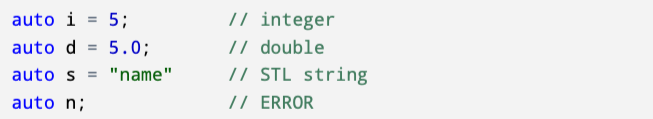 auto i = 5;            // integer
auto d = 5.0;          // double
auto s = "name"        // STL string
auto n;                // ERROR